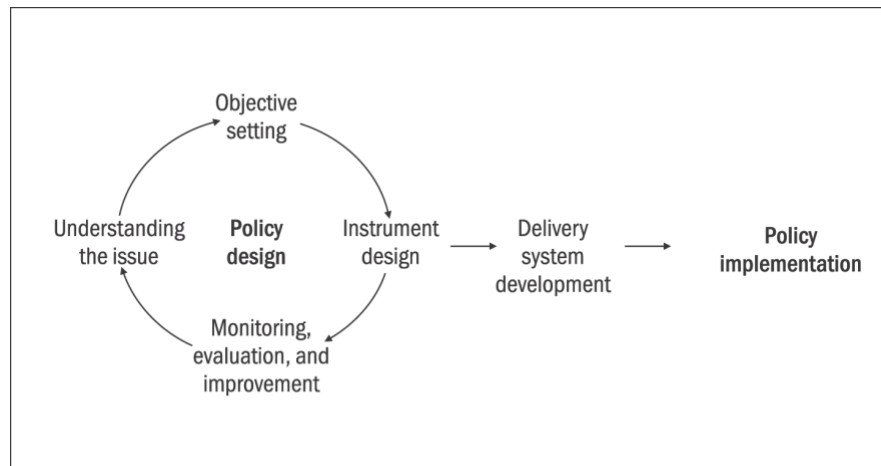 Objective
setting
Understanding
the issue
Policy
design
Instrument
design
Delivery
system
development
Policy
implementation
Monitoring,
evaluation, and
improvement